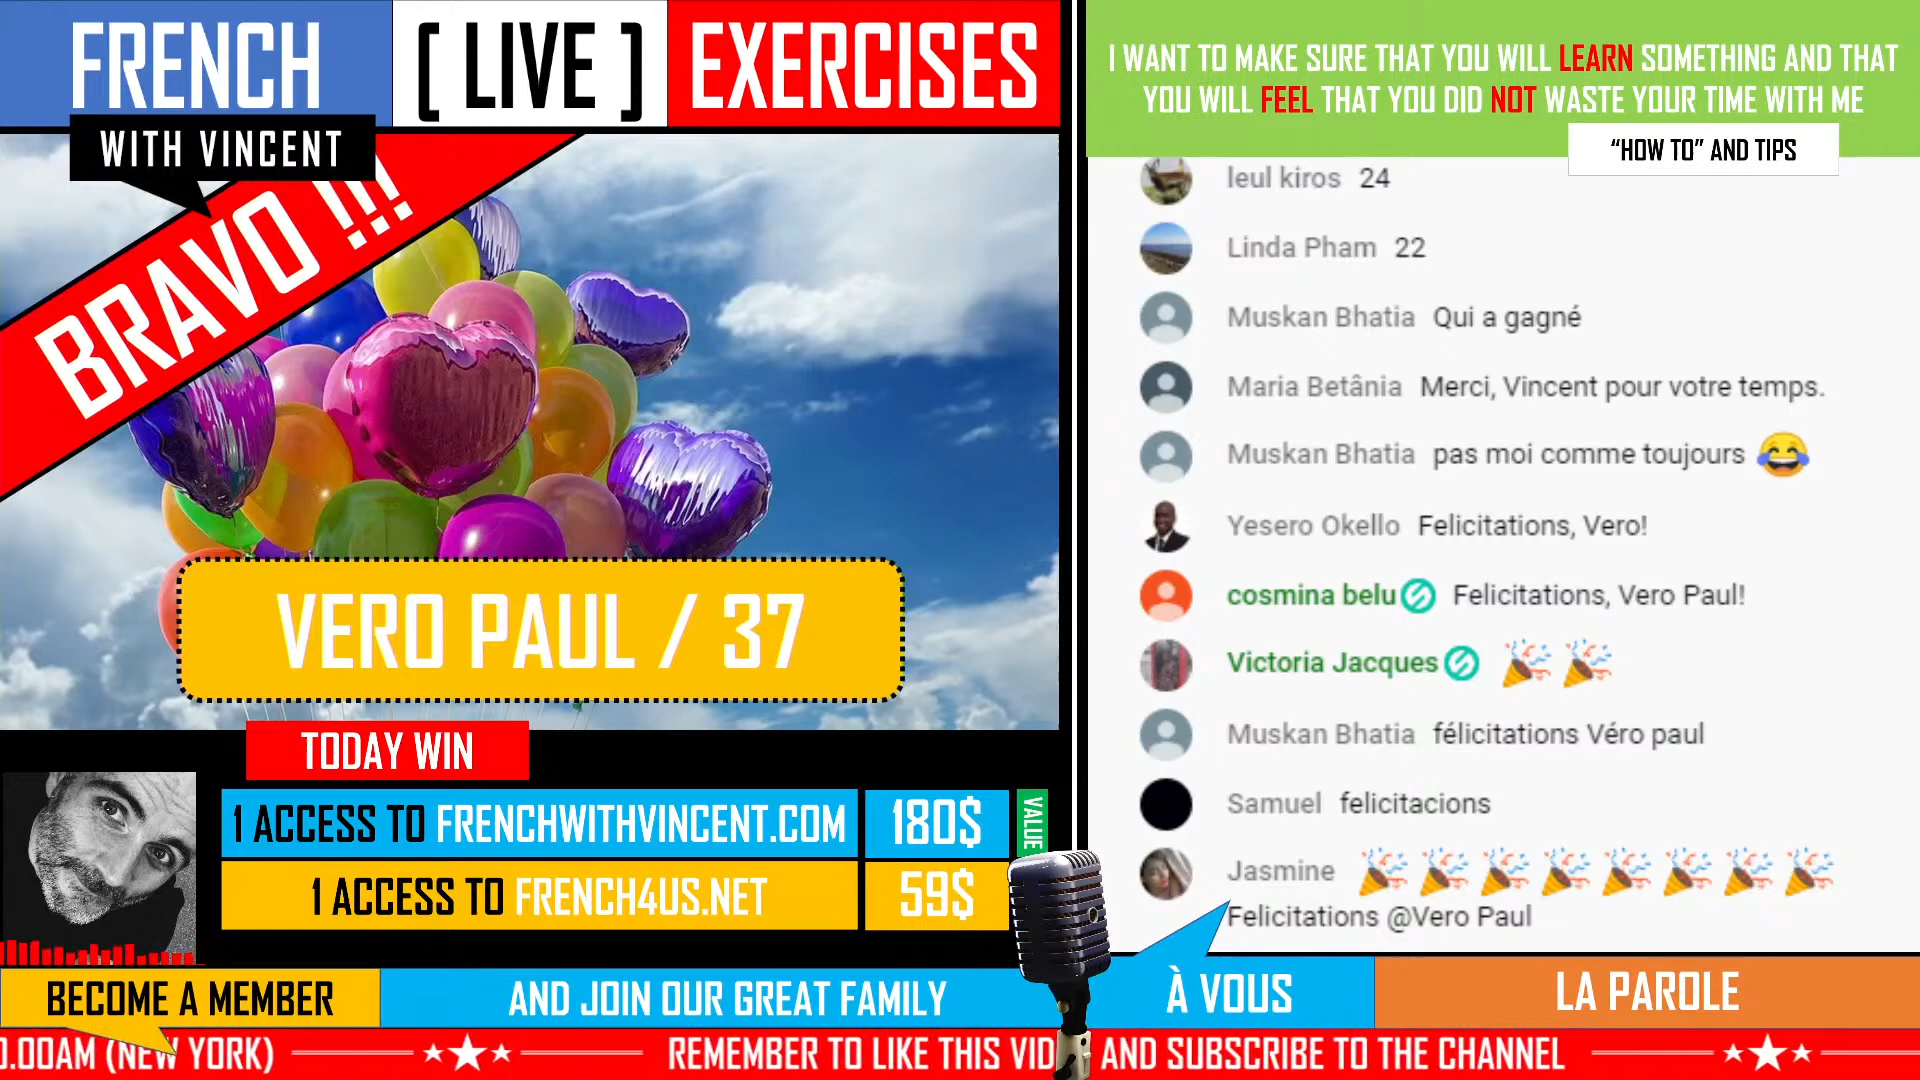 FRENCH
[ LIVE ]
EXERCISES
WITH VINCENT
BRAVO !!!
VERO PAUL / 37
TODAY WIN
1 ACCESS TO FRENCHWITHVINCENT.COM
180$
VALUE
1 ACCESS TO FRENCH4US.NET
59$
I WANT TO MAKE SURE THAT YOU WILL LEARN SOMETHING AND THAT
YOU WILL FEEL THAT YOU DID NOT WASTE YOUR TIME WITH ME
“HOW TO” AND TIPS
leul kiros 24
Linda Pham 22
Muskan Bhatia Qui a gagné
Maria Betânia Merci, Vincent pour votre temps.
Muskan Bhatia pas moi comme toujours 😂
Yesero Okello Felicitations, Vero!
cosmina belu Felicitations, Vero Paul!
Victoria Jacques 🎉 🎉
Muskan Bhatia félicitations Véro paul
Samuel felicitacions
Jasmine 🎉 🎉 🎉 🎉 🎉 🎉 🎉 🎉
Felicitations @Vero Paul
BECOME A MEMBER
AND JOIN OUR GREAT FAMILY
À VOUS
LA PAROLE
0.00AM (NEW YORK)
REMEMBER TO LIKE THIS VID
AND SUBSCRIBE TO THE CHANNEL